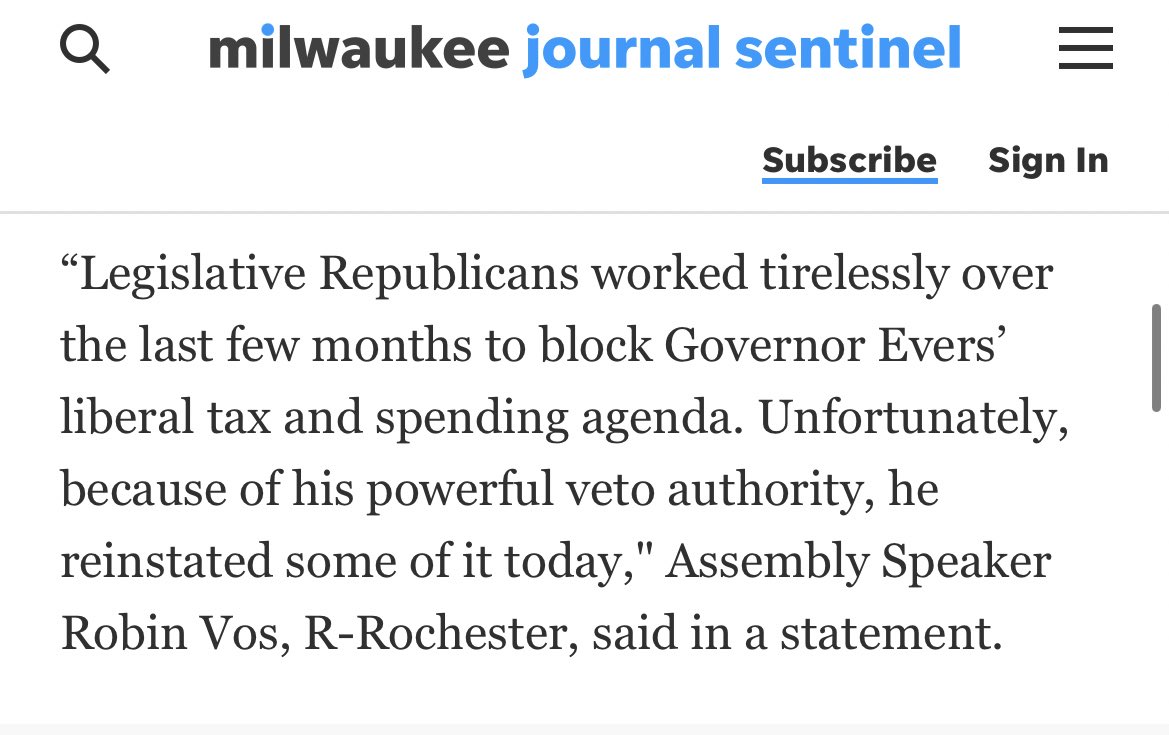 milwaukee journal sentinel
Subscribe Sign In
“Legislative Republicans worked tirelessly over
the last few months to block Governor Evers’
liberal tax and spending agenda. Unfortunately,
because of his powerful veto authority, he
reinstated some of it today," Assembly Speaker
Robin Vos, R-Rochester, said in a statement.